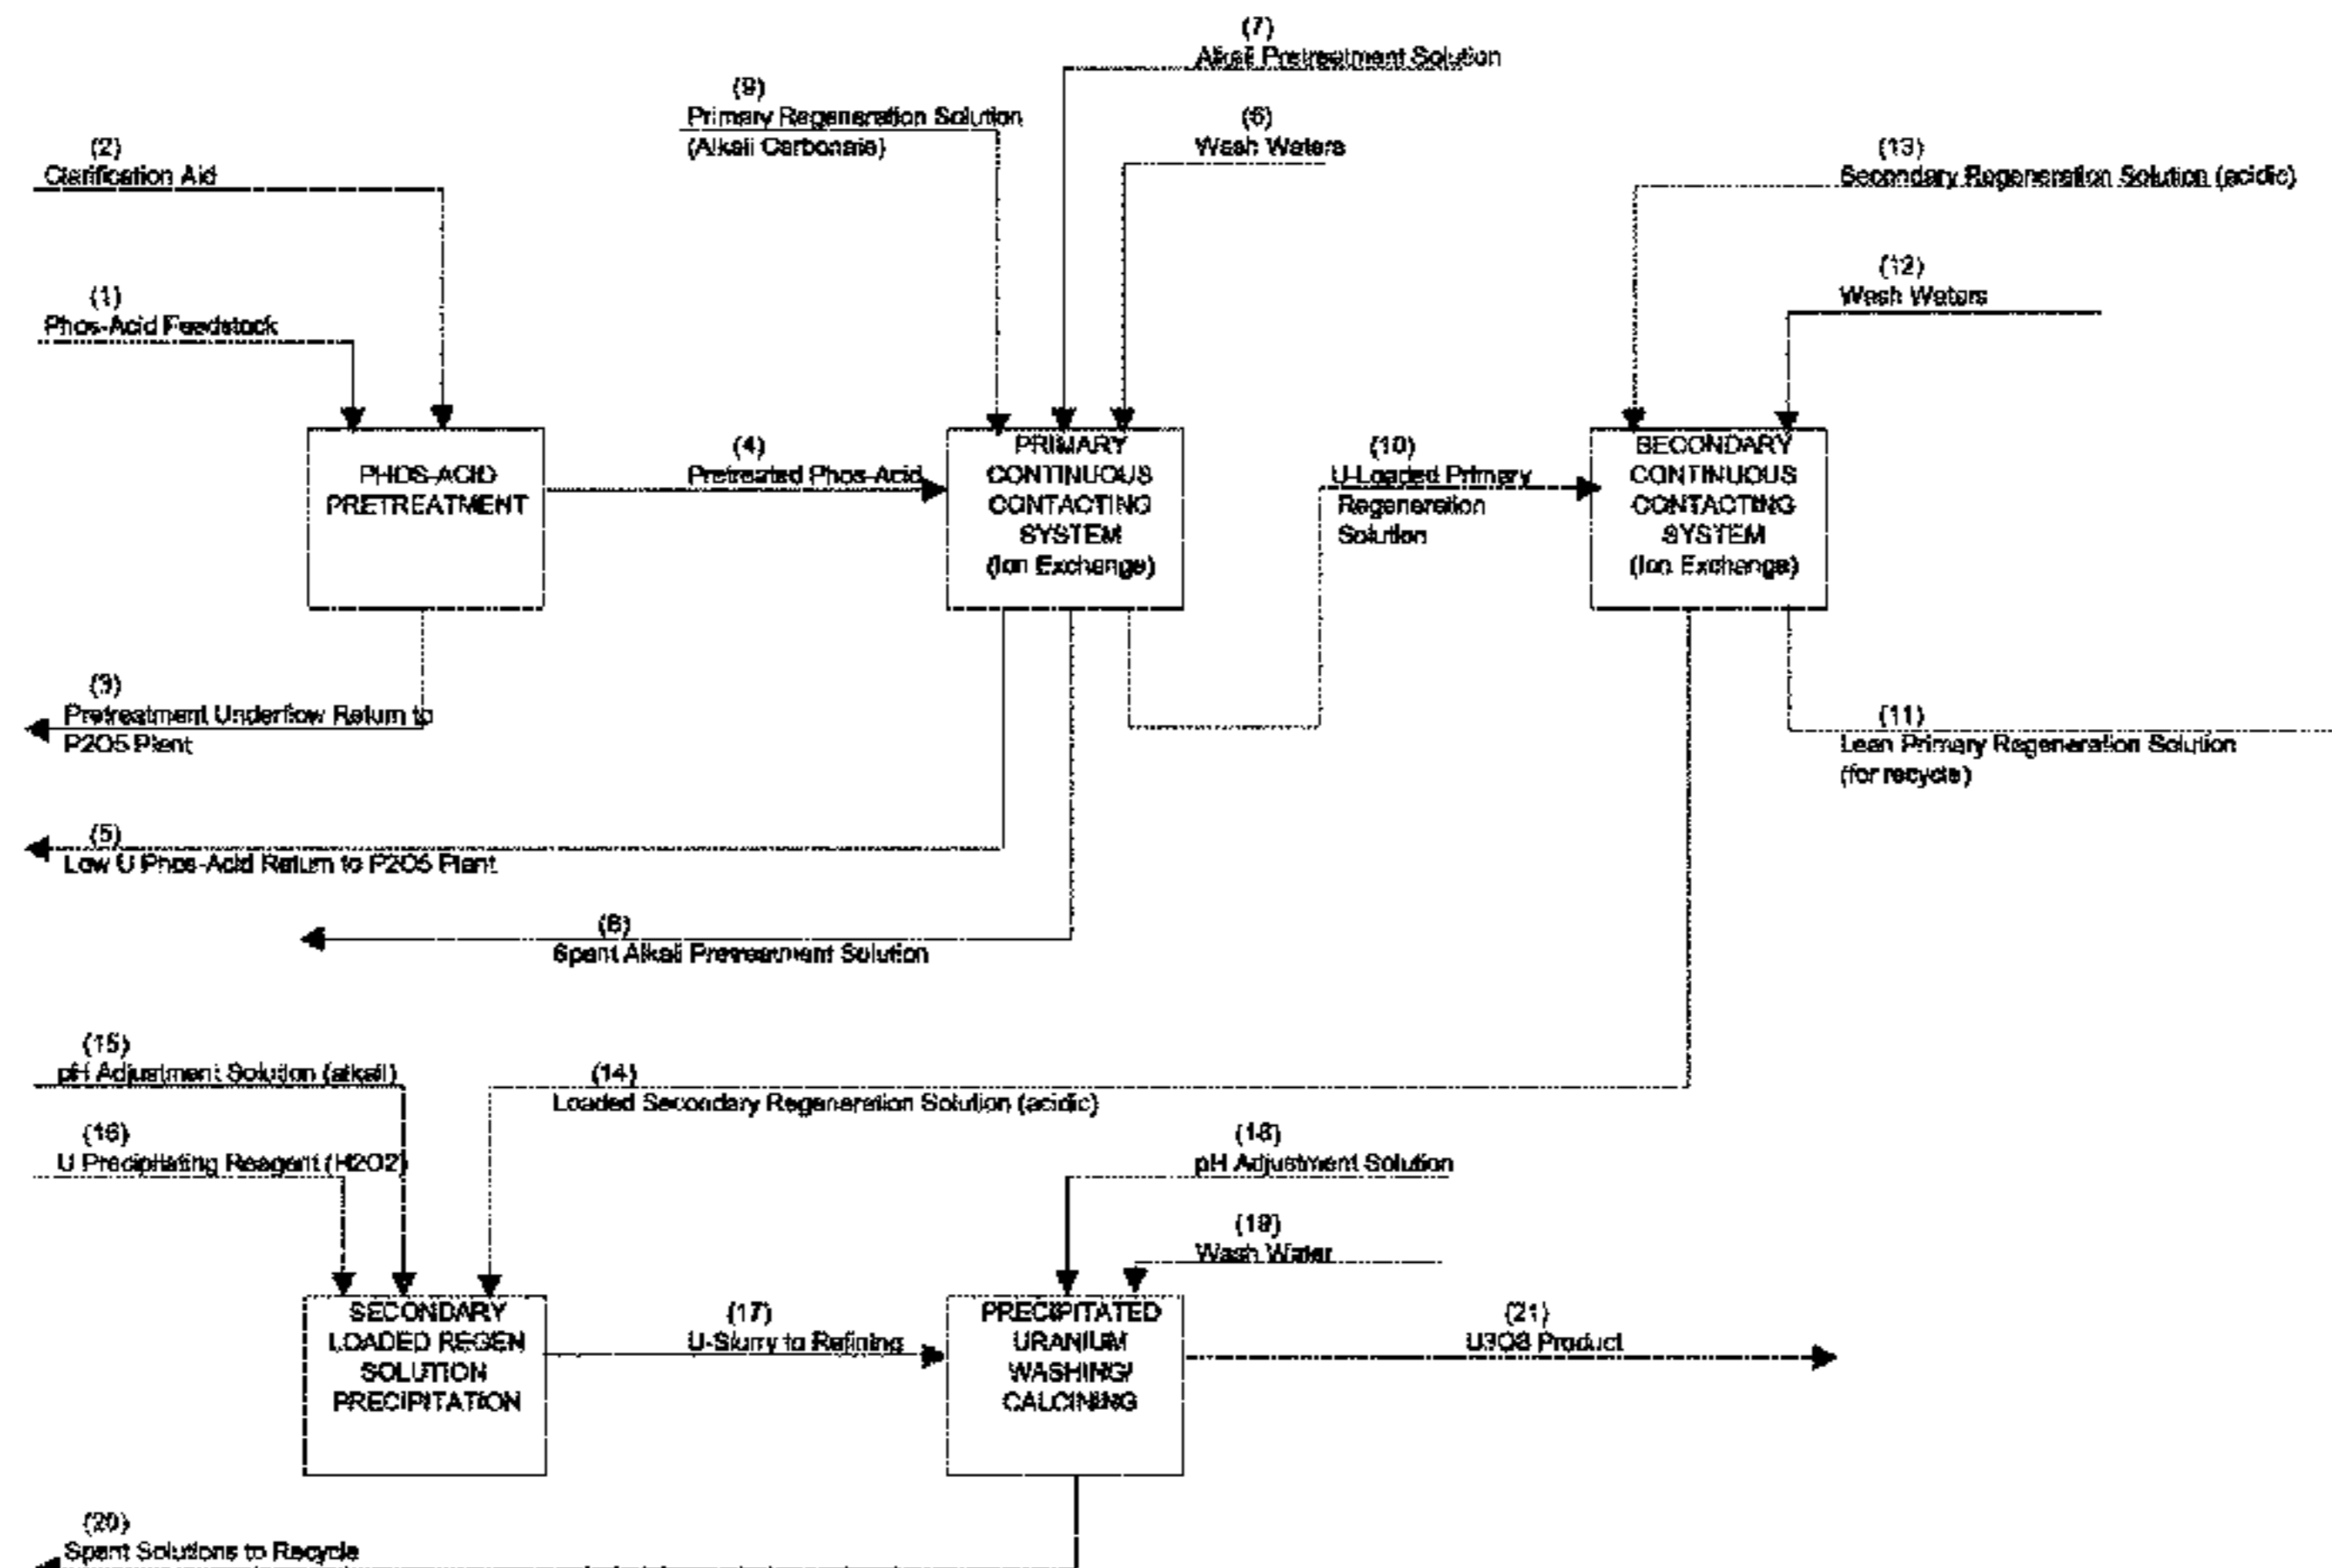 (7)
Alkali Pretreatment Solution
(9)
Primary Regeneration Solution
(Alkali Carbonate)
(6)
Wash Waters
(2)
Clarification Aid
(13)
Secondary Regeneration Solution (acidic)
(12)
Wash Waters
(1)
Phos-Acid Feedstock
PHOS-ACID
PRETREATMENT
(4)
Pretreated Phos-Acid
PRIMARY
CONTINUOUS
CONTACTING
SYSTEM
(Ion Exchange)
(10)
U-Loaded Primary
Regeneration
Solution
SECONDARY
CONTINUOUS
CONTACTING
SYSTEM
(Ion Exchange)
(3)
Pretreatment Underflow Return to
P2O5 Plant
(11)
Lean Primary Regeneration Solution
(for recycle)
(5)
Low U Phos-Acid Return to P2O5 Plant
(8)
Spent Alkali Pretreatment Solution
(15)
pH Adjustment Solution (alkali)
(14)
Loaded Secondary Regeneration Solution (acidic)
(16)
U Precipitating Reagent (H2O2)
(18)
pH Adjustment Solution
(19)
Wash Water
SECONDARY
LOADED REGEN
SOLUTION
PRECIPITATION
(17)
U-Slurry to Refining
PRECIPITATED
URANIUM
WASHING/
CALCINING
(21)
U3O8 Product
(20)
Spent Solutions to Recycle